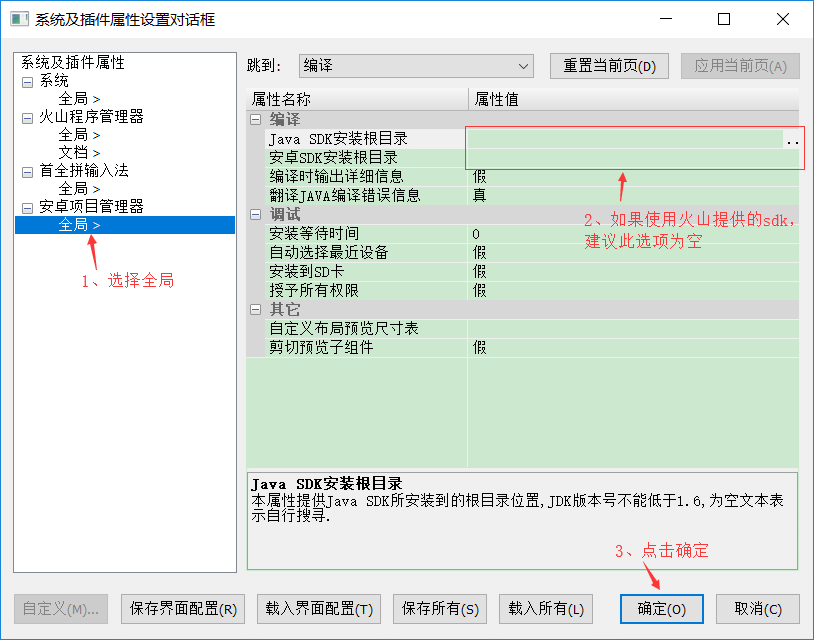 系统及插件属性设置对话框
系统及插件属性
系统
全局 >
火山程序管理器
全局 >
文档 >
首全拼输入法
全局 >
安卓项目管理器
全局 >
1、选择全局
跳到:
编译
重置当前页(D)
应用当前页(A)
属性名称 属性值
编译
Java SDK安装根目录 ..
安卓SDK安装根目录
编译时输出详细信息 假
翻译JAVA编译错误信息 真
调试
安装等待时间 0
自动选择最近设备 假
安装到SD卡 假
授予所有权限 假
其它
自定义布局预览尺寸表
剪切预览子组件 假
2、如果使用火山提供的sdk，
建议此选项为空
Java SDK安装根目录
本属性提供Java SDK所安装到的根目录位置,JDK版本号不能低于1.6,为空文本表
示自行搜寻.
3、点击确定
自定义(M)...
保存界面配置(R)
载入界面配置(T)
保存所有(S)
载入所有(L)
确定(O)
取消(C)